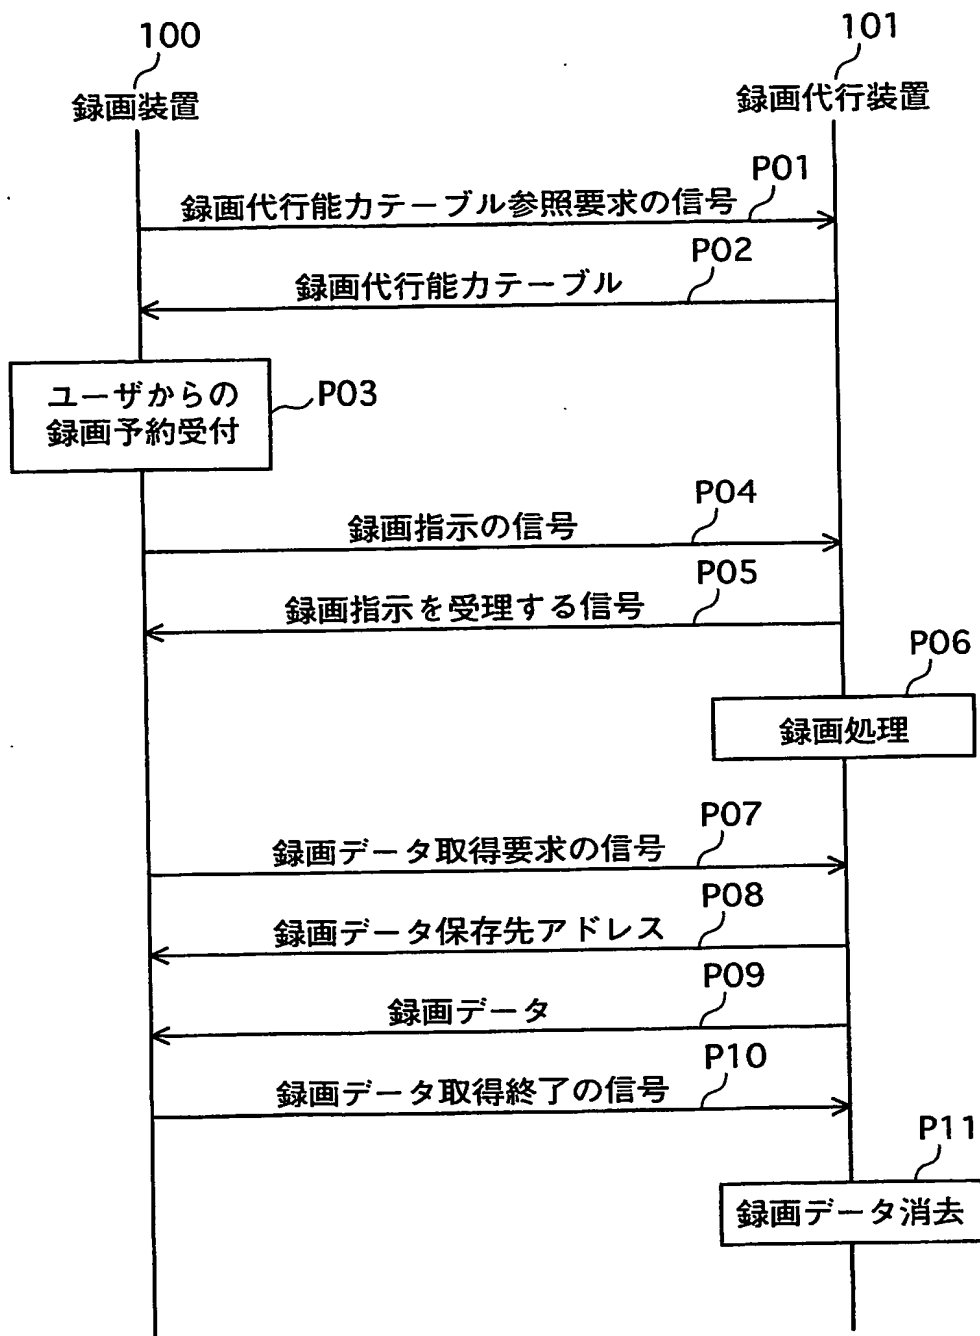 100
録画装置
101
録画代行装置
P01
録画代行能力テーブル参照要求の信号
P02
録画代行能力テーブル
ユーザからの
録画予約受付
P03
P04
録画指示の信号
P05
録画指示を受理する信号
P06
録画処理
P07
録画データ取得要求の信号
P08
録画データ保存先アドレス
P09
録画データ
P10
録画データ取得終了の信号
P11
録画データ消去